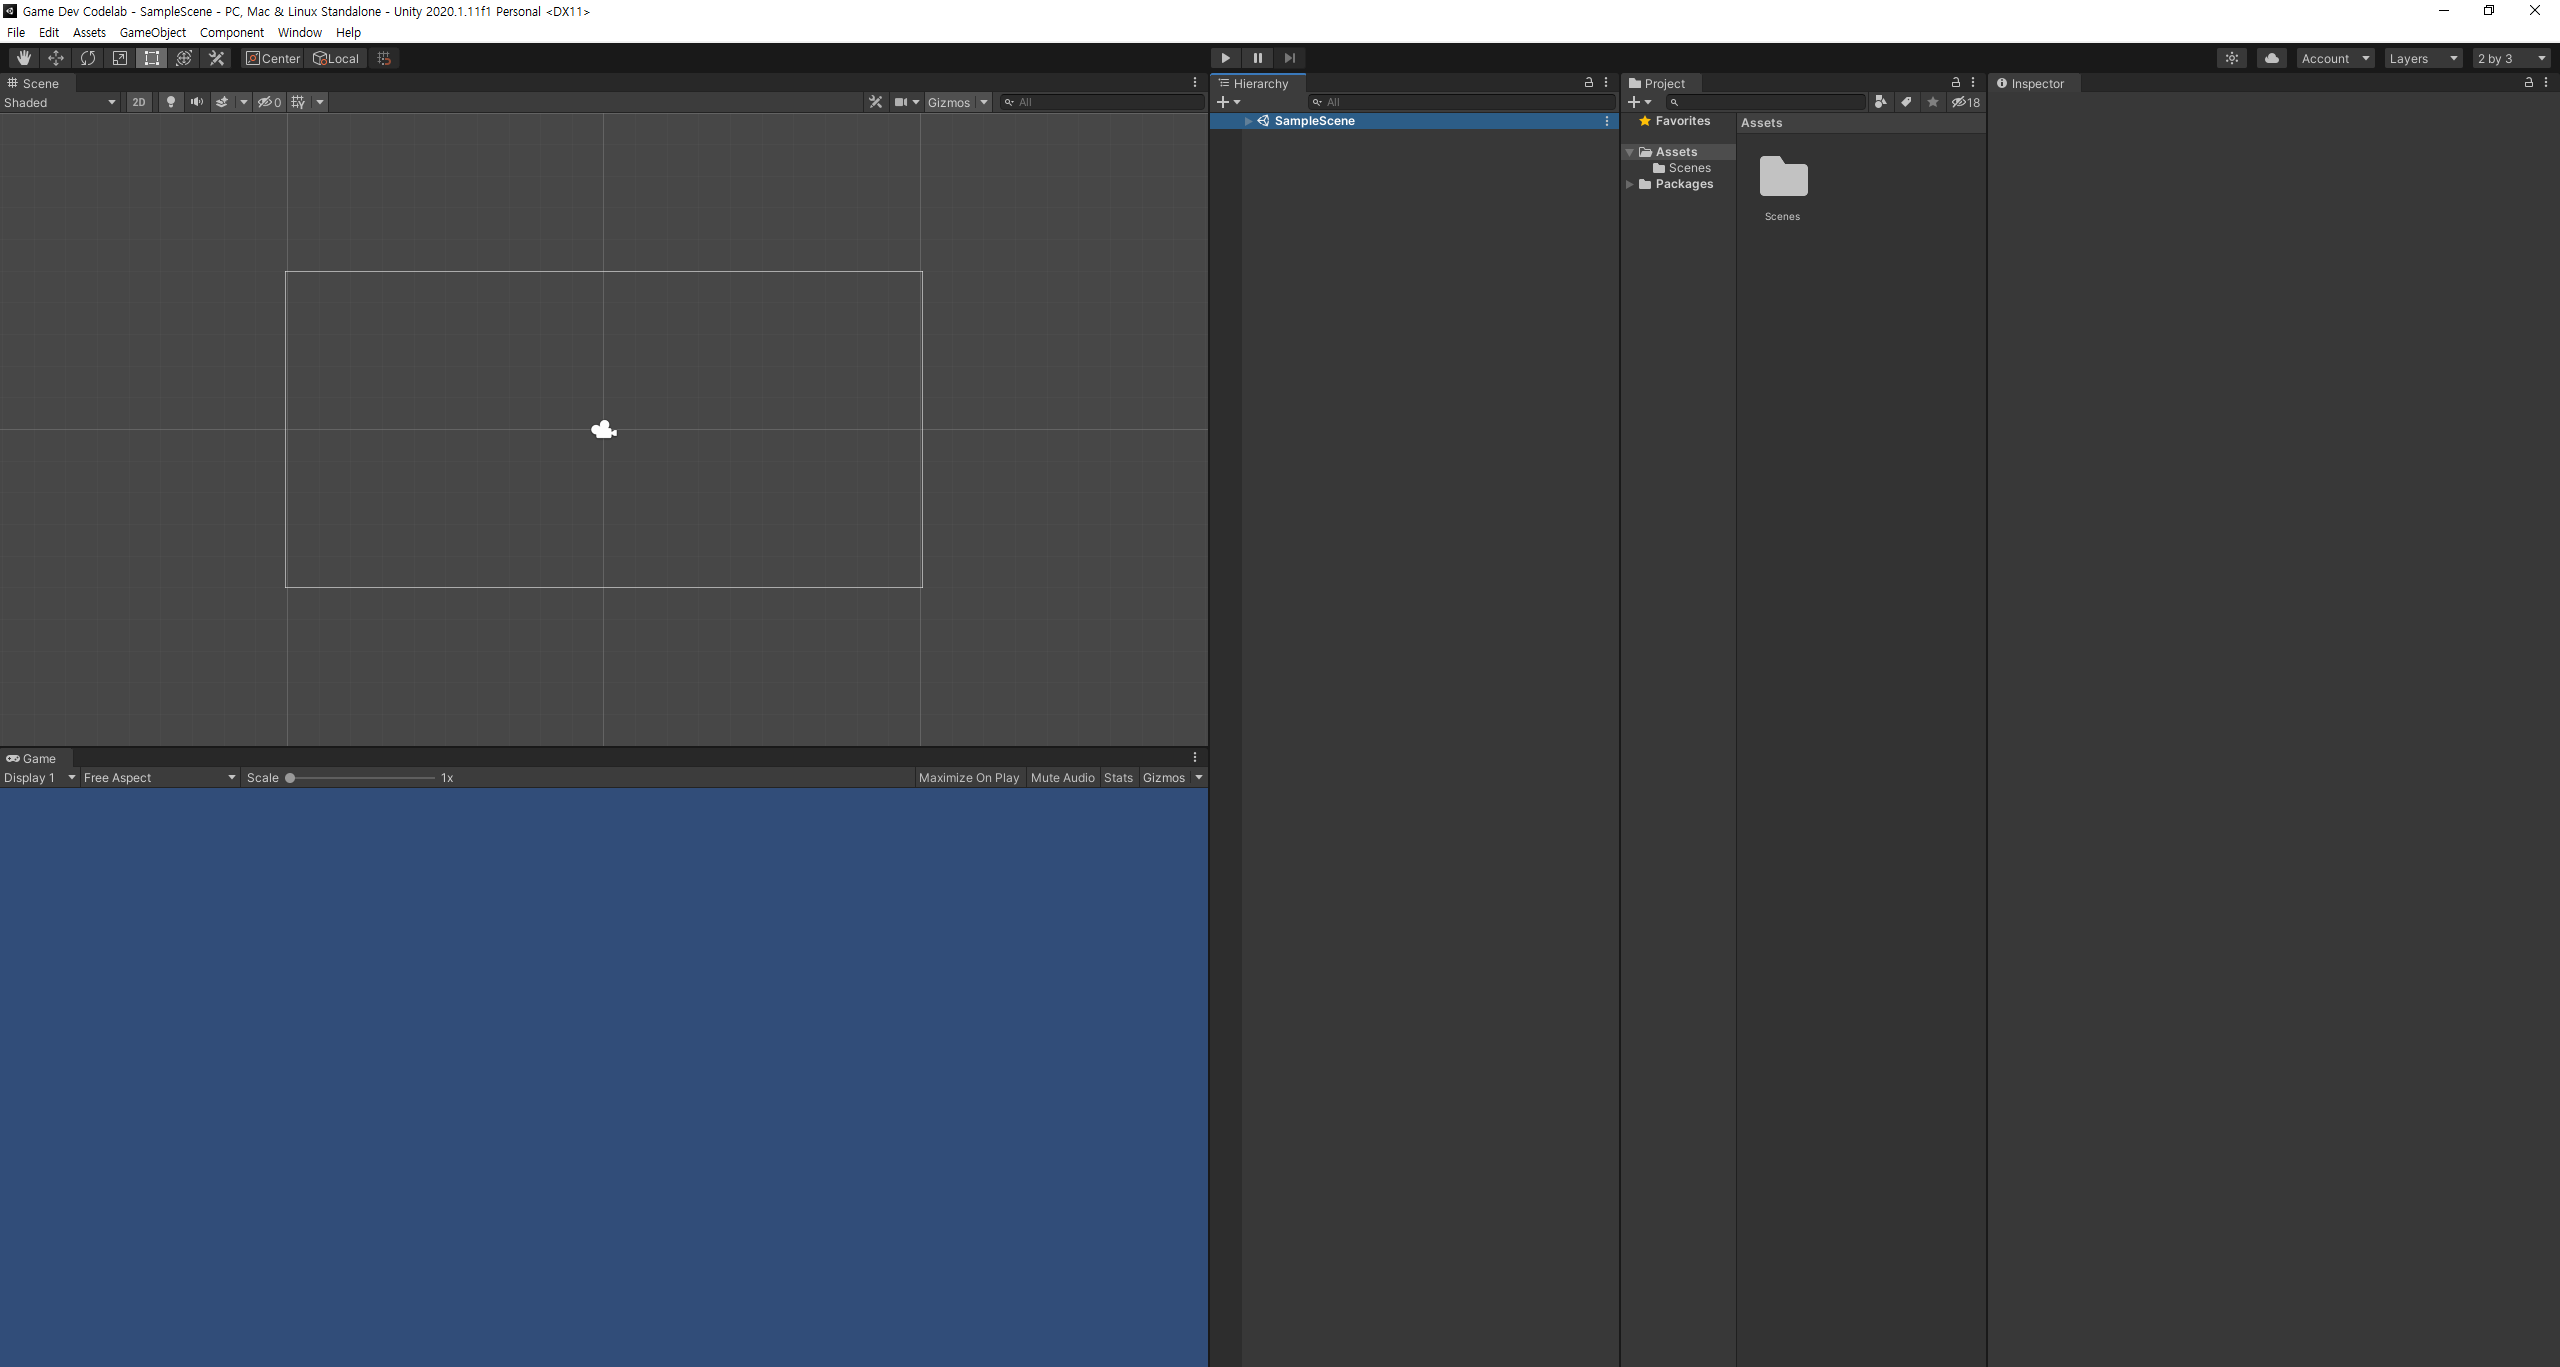 Game Dev Codelab - SampleScene - PC, Mac & Linux Standalone - Unity 2020.1.11f1 Personal <DX11>
File Edit Assets GameObject Component Window Help
Center Local Account Layers 2 by 3
Scene
Shaded 2D 0 Gizmos All
Hierarchy
All
SampleScene
Project
18
Favorites
Assets
Scenes
Packages
Assets
Scenes
Inspector
Game
Display 1 Free Aspect Scale 1x Maximize On Play Mute Audio Stats Gizmos